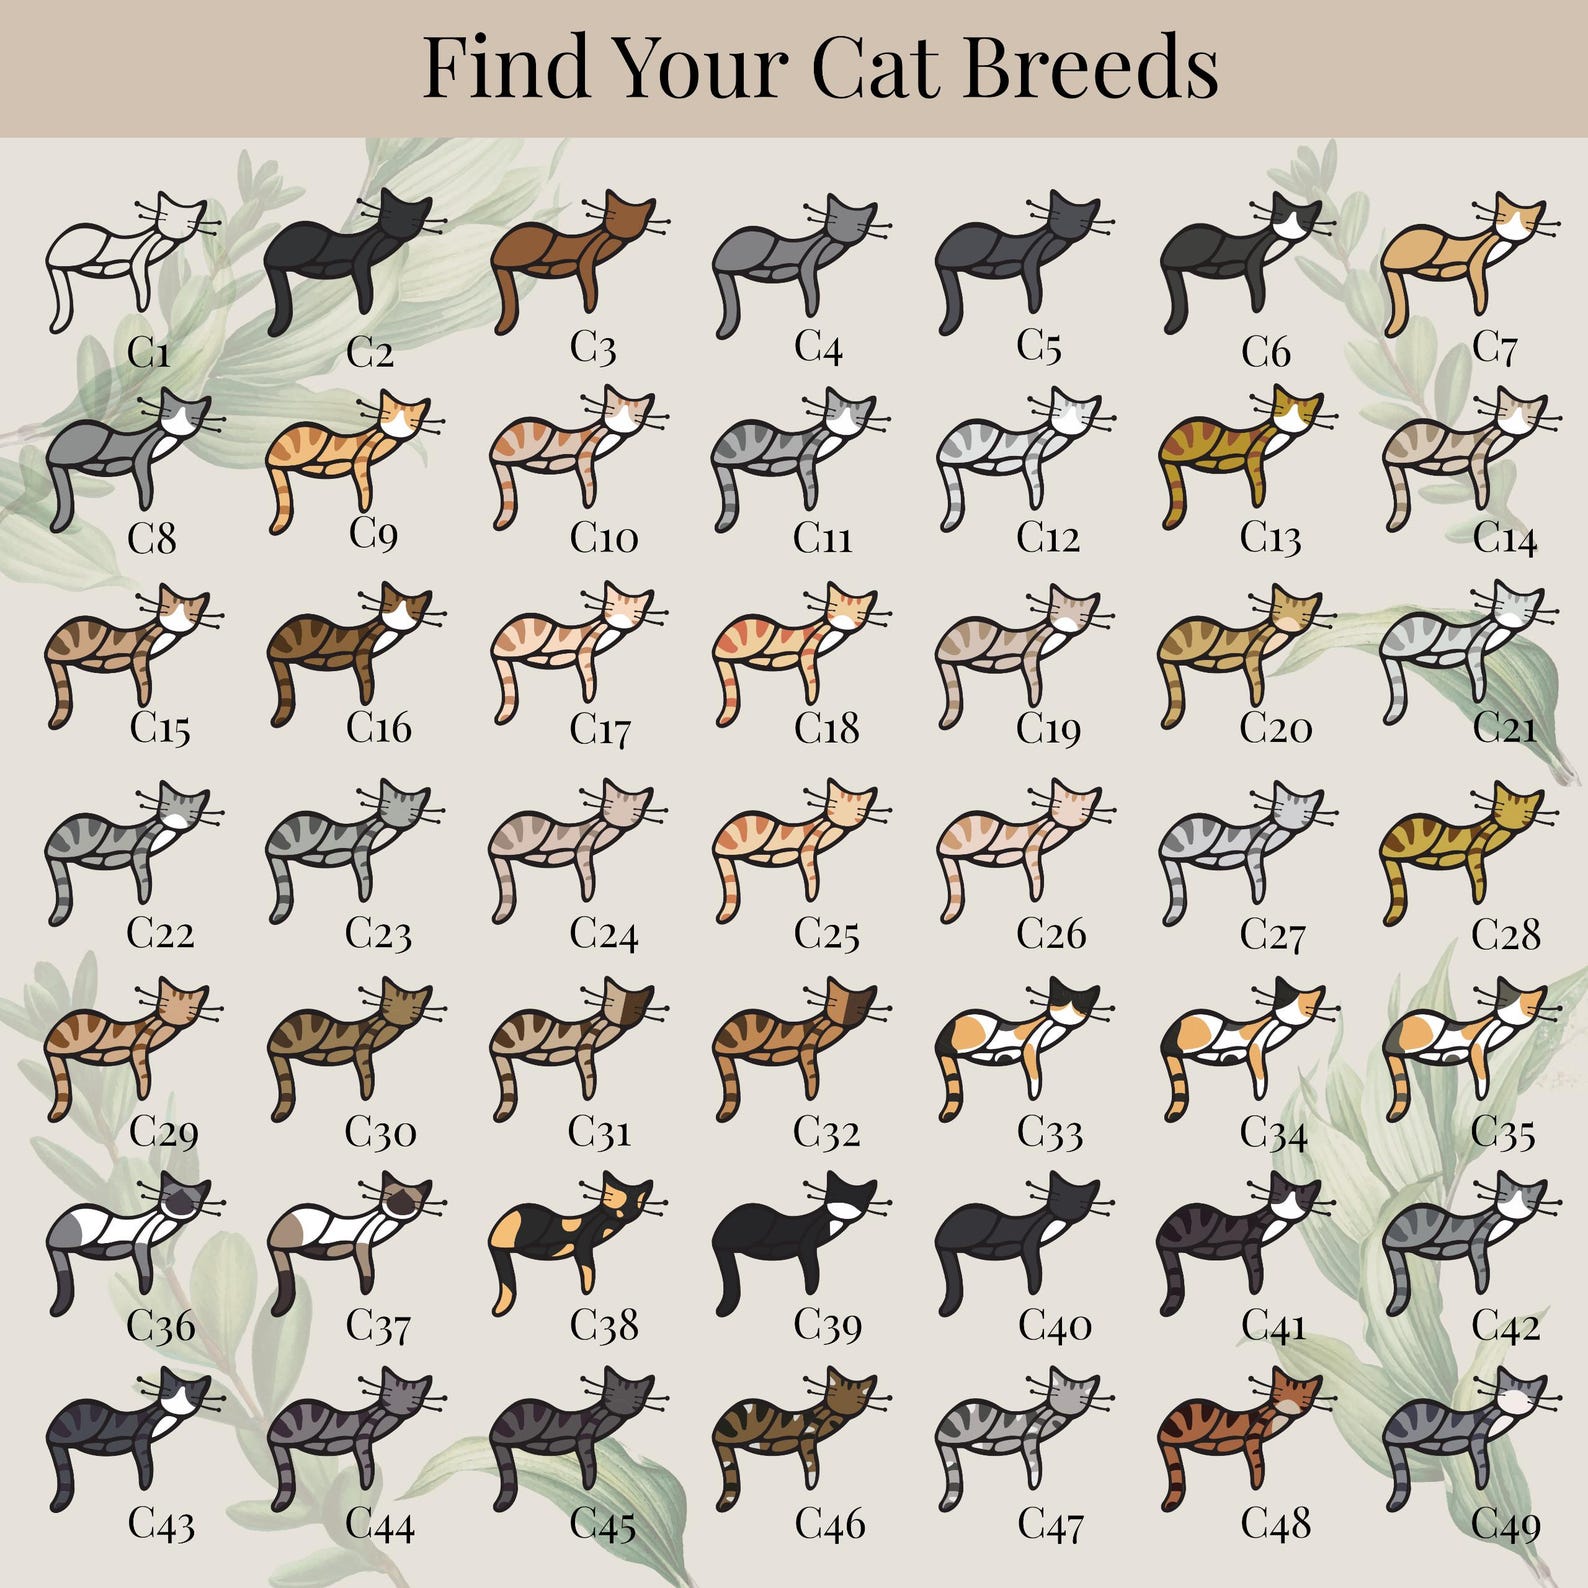 Find Your Cat Breeds
C1 C2 C3 C4 C5 C6 C7
C8 C9 C10 C11 C12 C13 C14
C15 C16 C17 C18 C19 C20 C21
C22 C23 C24 C25 C26 C27 C28
C29 C30 C31 C32 C33 C34 C35
C36 C37 C38 C39 C40 C41 C42
C43 C44 C45 C46 C47 C48 C49